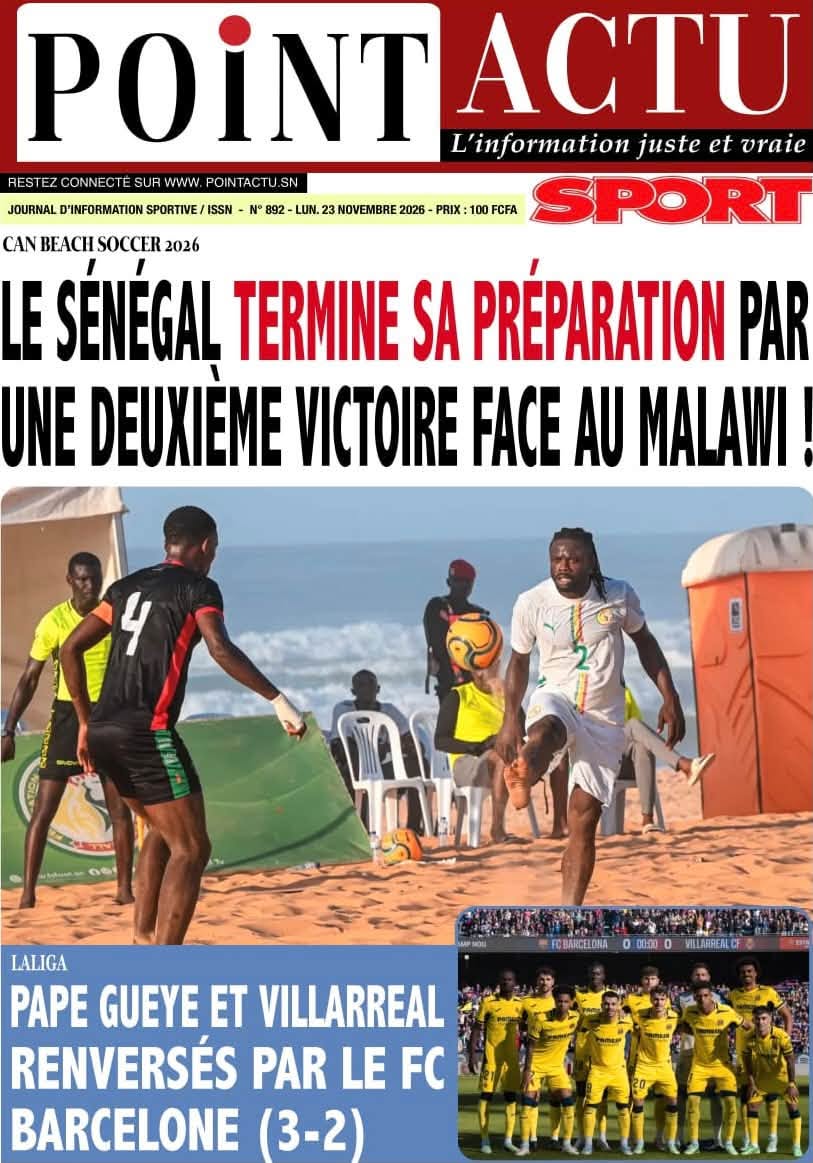 POINT ACTU
L'information juste et vraie
RESTEZ CONNECTÉ SUR WWW. POINTACTU.SN
JOURNAL D'INFORMATION SPORTIVE / ISSN - N° 892 - LUN. 23 NOVEMBRE 2026 - PRIX : 100 FCFA
SPORT
CAN BEACH SOCCER 2026
LE SÉNÉGAL TERMINE SA PRÉPARATION PAR
UNE DEUXIÈME VICTOIRE FACE AU MALAWI !
4
2
LALIGA
PAPE GUEYE ET VILLARREAL
RENVERSÉS PAR LE FC
BARCELONE (3-2)
AMP NOU FC BARCELONA 0 00:00 0 VILLARREAL CF